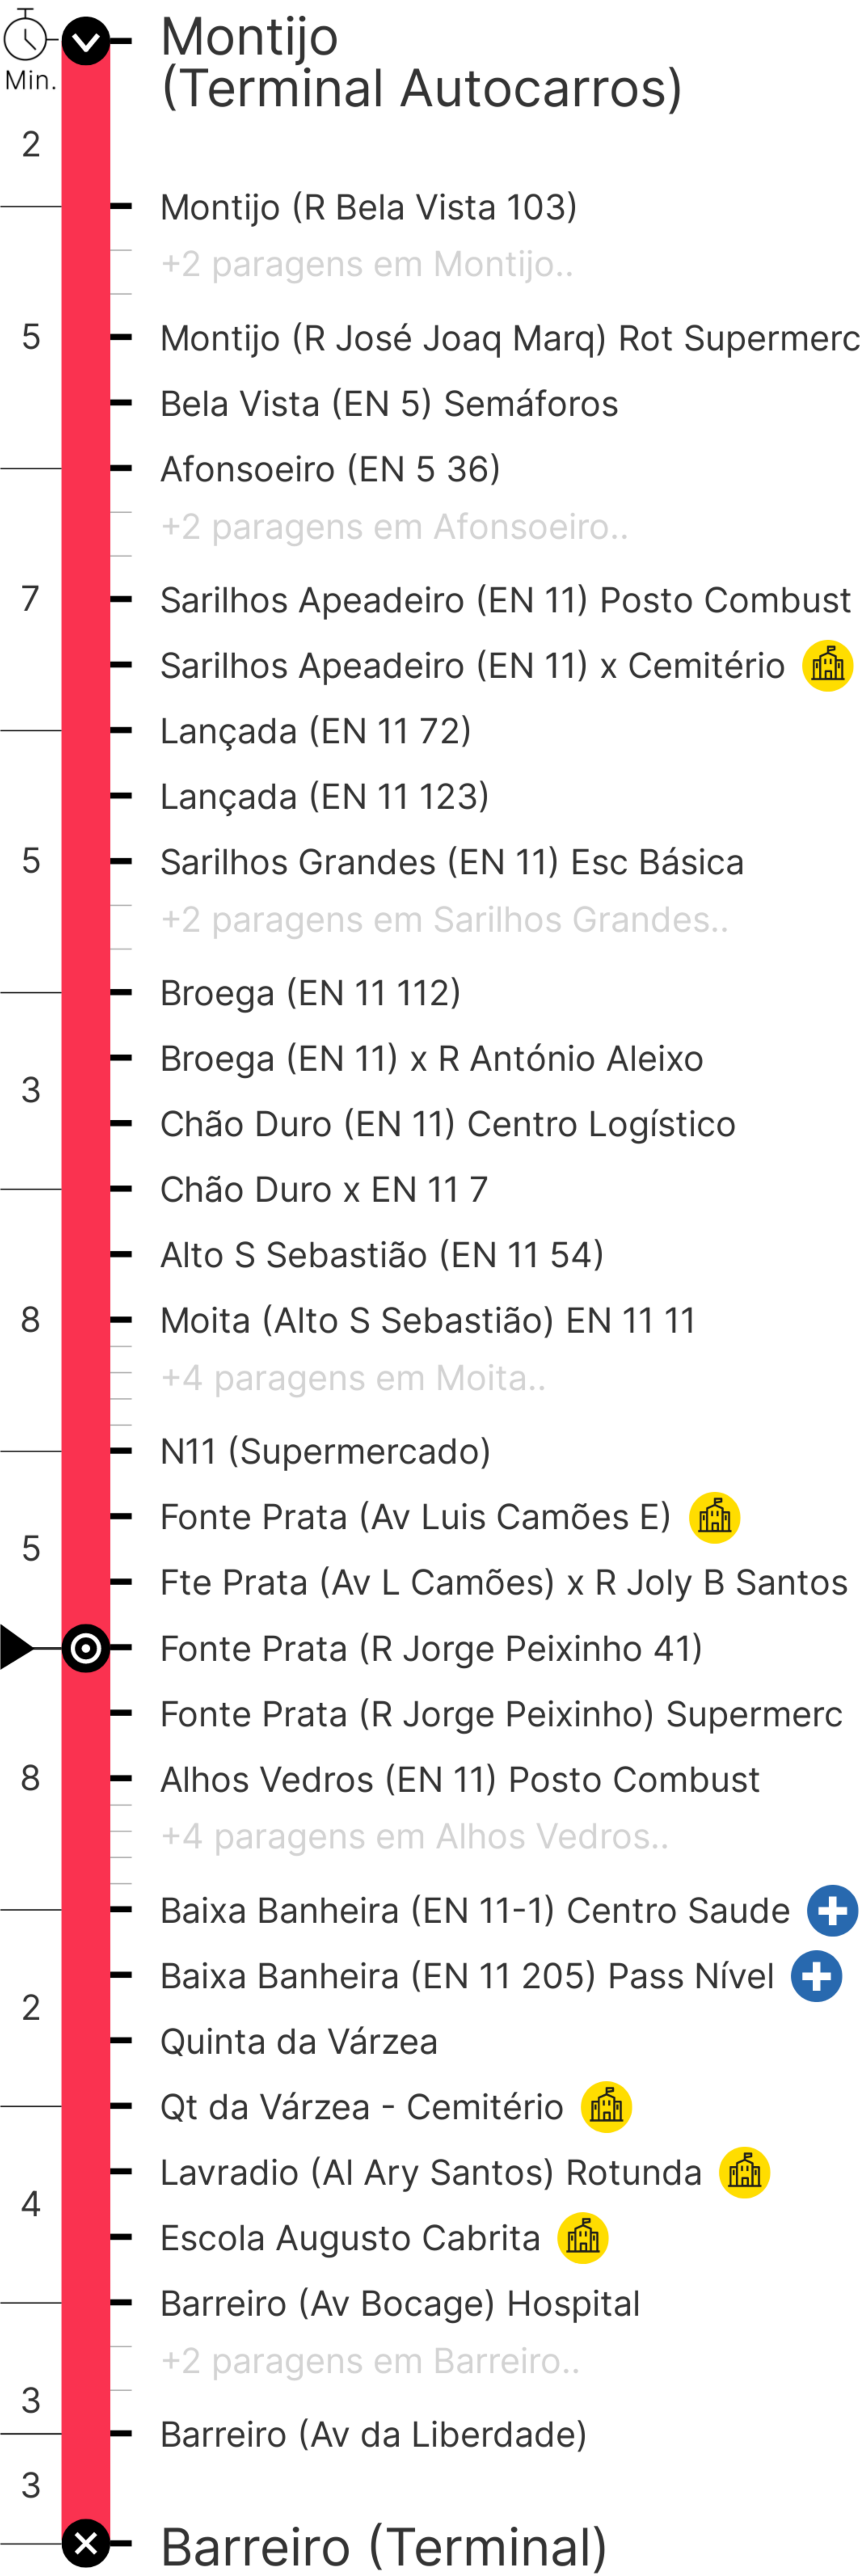 Montijo
(Terminal Autocarros)
Min.
2
Montijo (R Bela Vista 103)
+2 paragens em Montijo..
5
Montijo (R José Joaq Marq) Rot Supermerc
Bela Vista (EN 5) Semáforos
Afonsoeiro (EN 5 36)
+2 paragens em Afonsoeiro..
7
Sarilhos Apeadeiro (EN 11) Posto Combust
Sarilhos Apeadeiro (EN 11) x Cemitério
Lançada (EN 11 72)
Lançada (EN 11 123)
5
Sarilhos Grandes (EN 11) Esc Básica
+2 paragens em Sarilhos Grandes..
Broega (EN 11 112)
Broega (EN 11) x R António Aleixo
3
Chão Duro (EN 11) Centro Logístico
Chão Duro x EN 11 7
Alto S Sebastião (EN 11 54)
8
Moita (Alto S Sebastião) EN 11 11
+4 paragens em Moita..
N11 (Supermercado)
Fonte Prata (Av Luis Camões E)
5
Fte Prata (Av L Camões) x R Joly B Santos
Fonte Prata (R Jorge Peixinho 41)
Fonte Prata (R Jorge Peixinho) Supermerc
8
Alhos Vedros (EN 11) Posto Combust
+4 paragens em Alhos Vedros..
Baixa Banheira (EN 11-1) Centro Saude
Baixa Banheira (EN 11 205) Pass Nível
2
Quinta da Várzea
Qt da Várzea - Cemitério
Lavradio (Al Ary Santos) Rotunda
4
Escola Augusto Cabrita
Barreiro (Av Bocage) Hospital
+2 paragens em Barreiro..
3
Barreiro (Av da Liberdade)
3
Barreiro (Terminal)